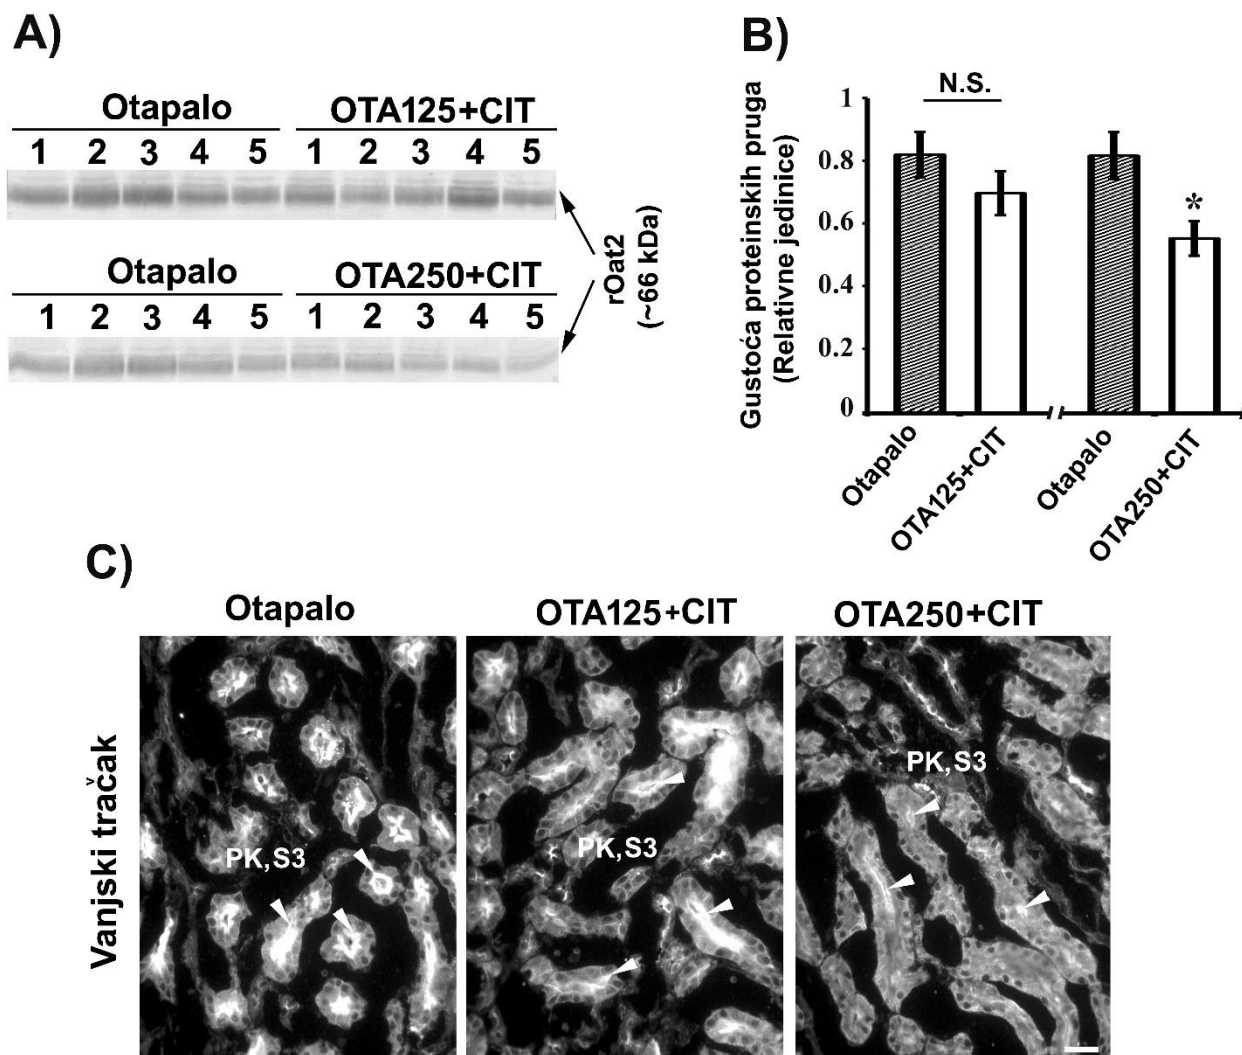 A)
Otapalo OTA125+CIT
1 2 3 4 5 1 2 3 4 5
Otapalo OTA250+CIT
1 2 3 4 5 1 2 3 4 5
rOat2
(~66 kDa)
B)
N.S.
*
1
0.8
0.6
0.4
0.2
0
Gustoća proteinskih pruga
(Relativne jedinice)
Otapalo
OTA125+CIT
Otapalo
OTA250+CIT
C)
Otapalo OTA125+CIT OTA250+CIT
Vanjski tračak
PK,S3
PK,S3
PK,S3